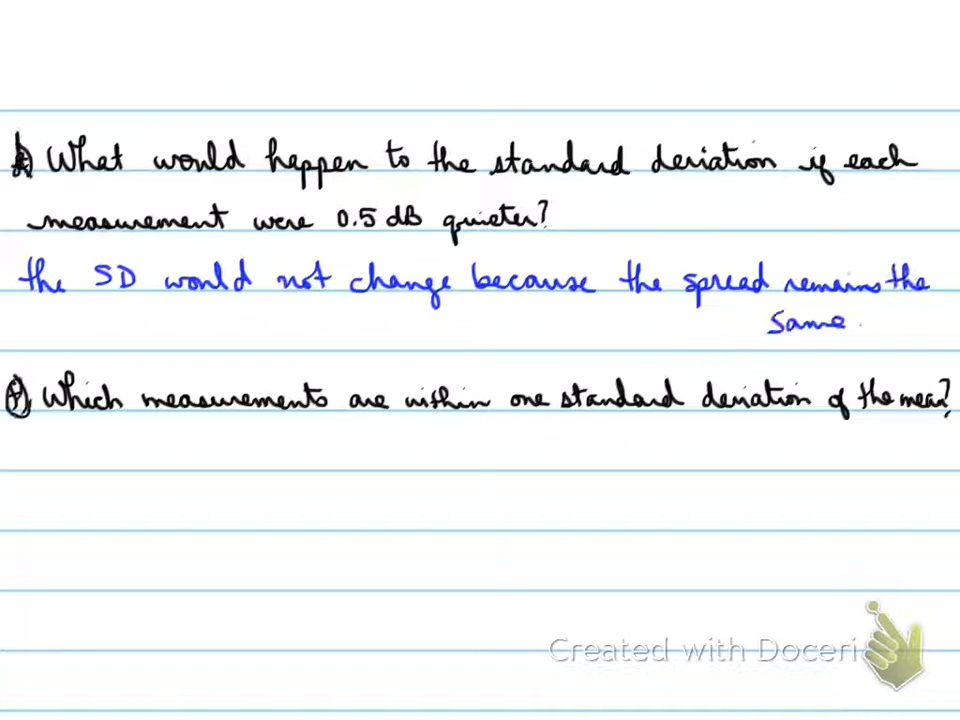 What would happen to the standard deviation if each
measurement were 0.5 dB quieter?
the SD would not change because the spread remains the
same.
Which measurements are within one standard deviation of the mean?
Created with Doceri